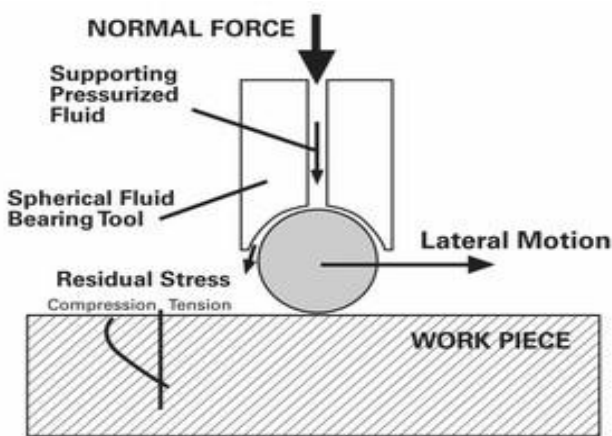 NORMAL FORCE
Supporting
Pressurized
Fluid
Spherical Fluid
Bearing Tool
Lateral Motion
Residual Stress
Compression Tension
WORK PIECE